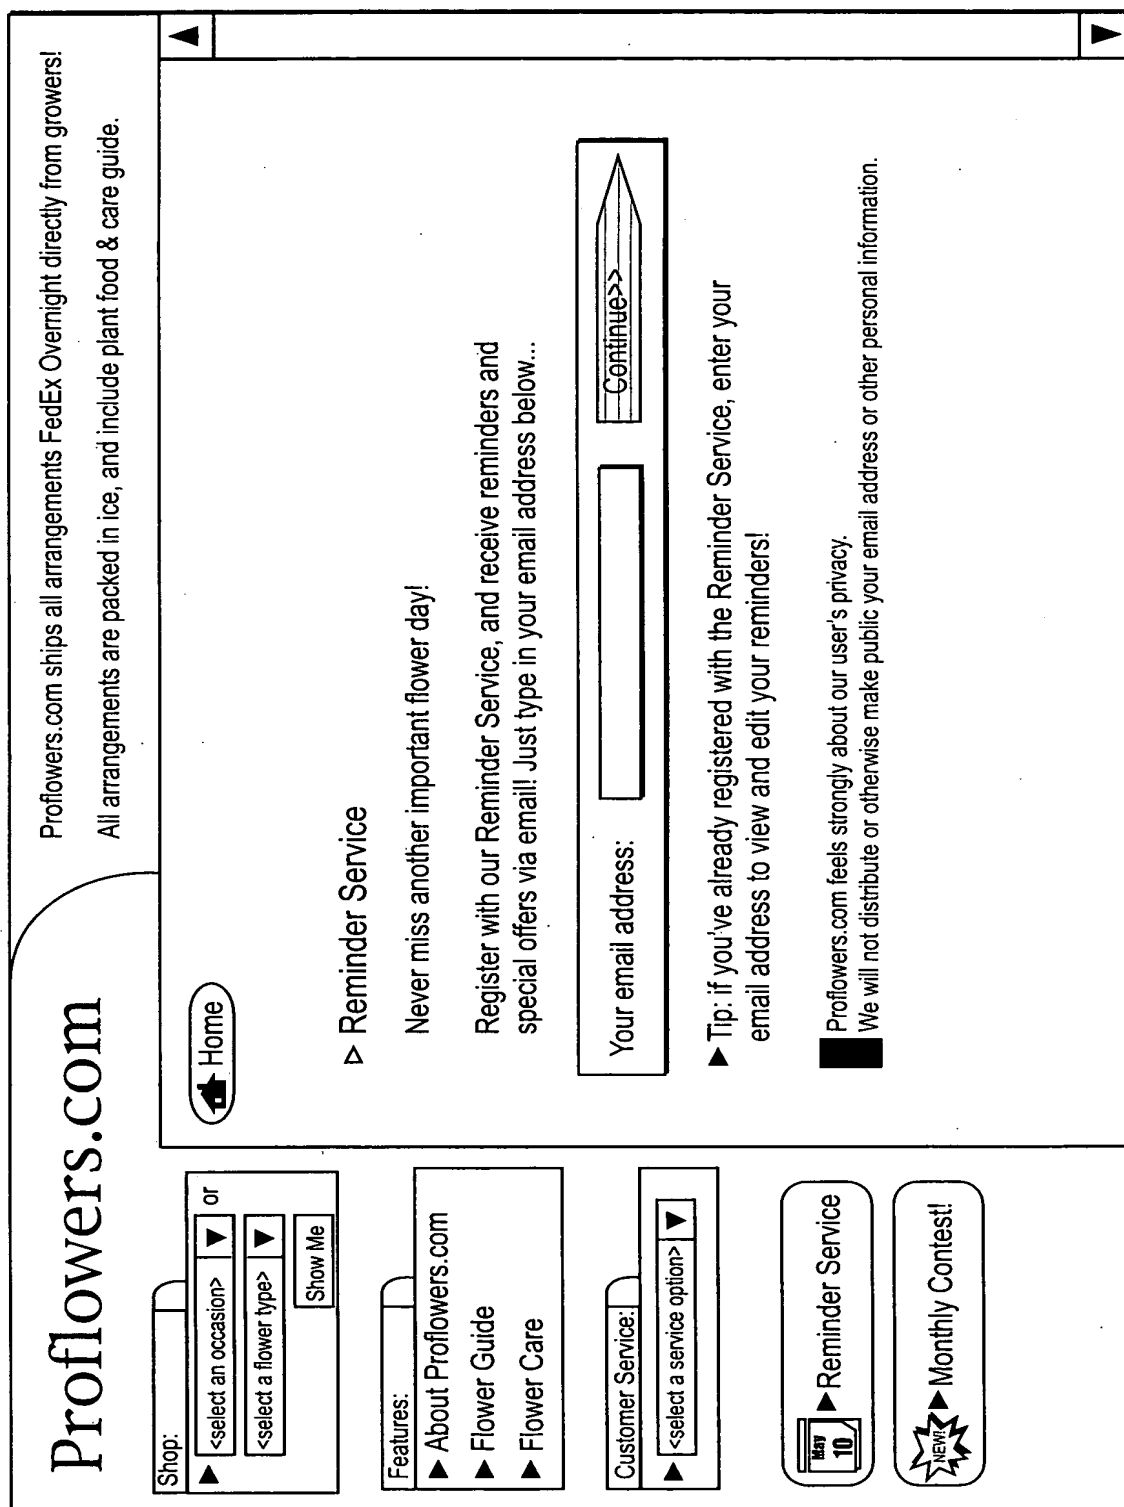 Proflowers.com
Proflowers.com ships all arrangements FedEx Overnight directly from growers!
All arrangements are packed in ice, and include plant food & care guide.
Shop:
<select an occasion> or
<select a flower type>
Show Me
Features:
About Proflowers.com
Flower Guide
Flower Care
Customer Service:
<select a service option>
May
10
Reminder Service
NEW!
Monthly Contest!
Home
Reminder Service
Never miss another important flower day!
Register with our Reminder Service, and receive reminders and
special offers via email! Just type in your email address below...
Your email address:
Continue>>
Tip: if you've already registered with the Reminder Service, enter your
email address to view and edit your reminders!
Proflowers.com feels strongly about our user's privacy.
We will not distribute or otherwise make public your email address or other personal information.